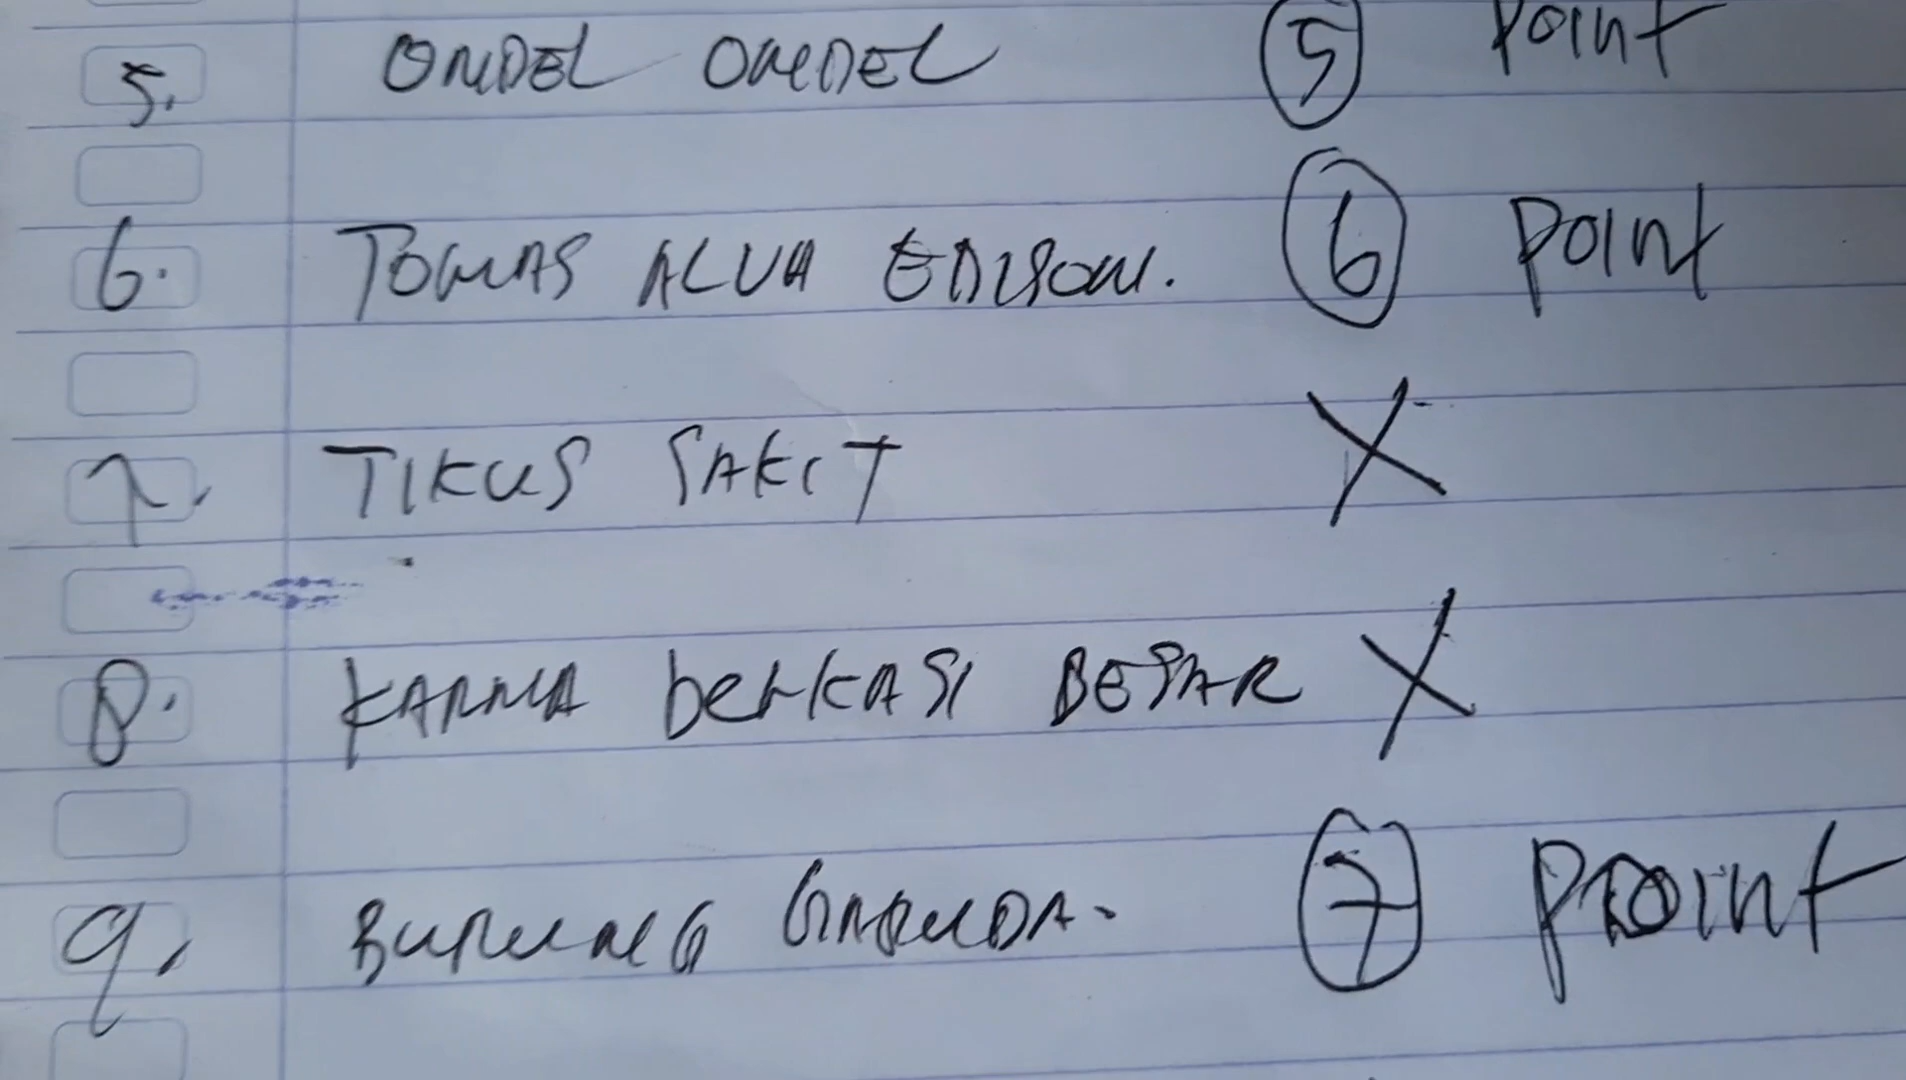 5. ONDEL ONDEL 5 Point
6. TOMAS ALVA EDISON. 6 Point
7. TIKUS SAKIT X
8. KARNA berKASI BESAR X
9. BURUNG GARUDA. 7 Point